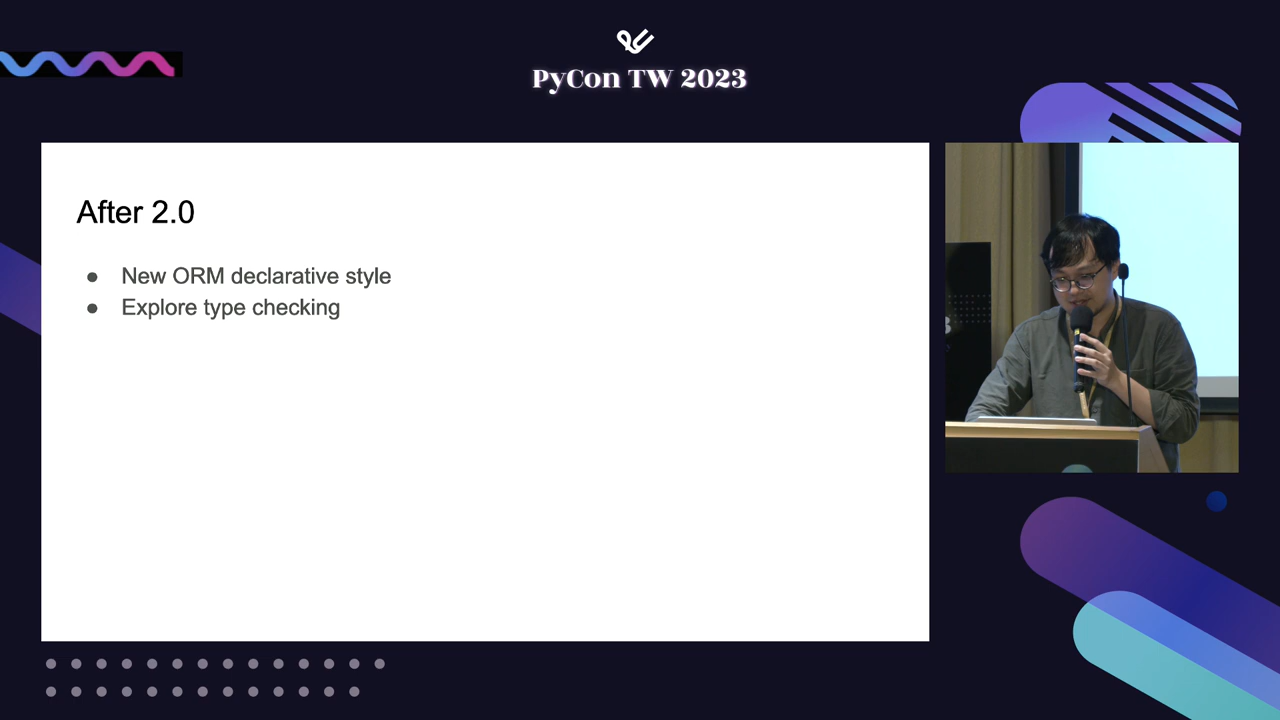 PyCon TW 2023
After 2.0
● New ORM declarative style
● Explore type checking